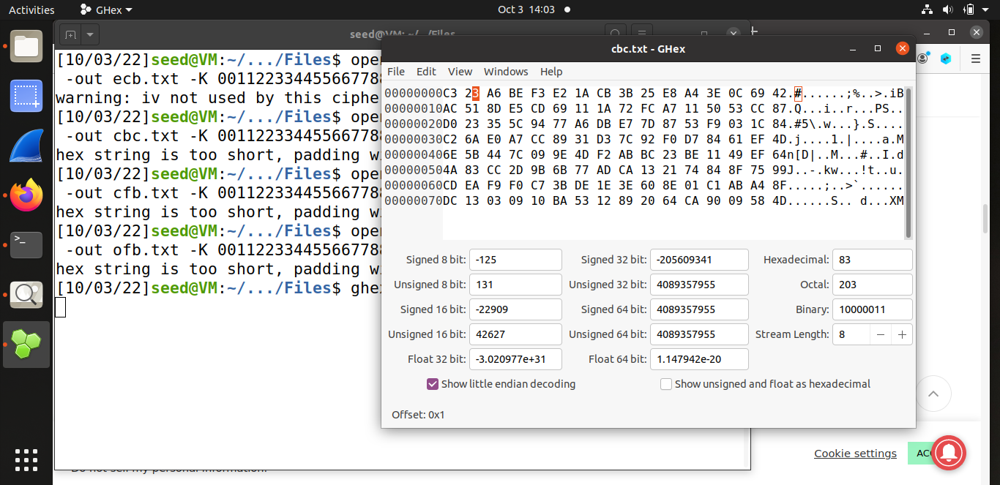 Activities GHex Oct 3 14:03
seed@VM: ~/.../Files
[10/03/22]seed@VM:~/.../Files$ ope
-out ecb.txt -K 001122334455667788
warning: iv not used by this ciphe
[10/03/22]seed@VM:~/.../Files$ ope
-out cbc.txt -K 001122334455667788
hex string is too short, padding w
[10/03/22]seed@VM:~/.../Files$ ope
-out cfb.txt -K 001122334455667788
hex string is too short, padding w
[10/03/22]seed@VM:~/.../Files$ ope
-out ofb.txt -K 001122334455667788
hex string is too short, padding w
[10/03/22]seed@VM:~/.../Files$ ghex
cbc.txt - GHex
File Edit View Windows Help
00000000C3 23 A6 BE F3 E2 1A CB 3B 25 E8 A4 3E 0C 69 42.#......;%..>.iB
00000010AC 51 8D E5 CD 69 11 1A 72 FC A7 11 50 53 CC 87.Q...i..r...PS..
00000020D0 23 35 5C 94 77 A6 DB E7 7D 87 53 F9 03 1C 84.#5\.w...}.S....
00000030C2 6A E0 A7 CC 89 31 D3 7C 92 F0 D7 84 61 EF 4D.j....1.|....a.M
000000406E 5B 44 7C 09 9E 4D F2 AB BC 23 BE 11 49 EF 64n[D|..M...#..I.d
000000504A 83 CC 2D 9B 6B 77 AD CA 13 21 74 84 8F 75 99J..-.kw...!t..u.
00000060CD EA F9 F0 C7 3B DE 1E 3E 60 8E 01 C1 AB A4 8F.....;..>`......
00000070DC 13 03 09 10 BA 53 12 89 20 64 CA 90 09 58 4D......S.. d...XM
Signed 8 bit: -125 Signed 32 bit: -205609341 Hexadecimal: 83
Unsigned 8 bit: 131 Unsigned 32 bit: 4089357955 Octal: 203
Signed 16 bit: -22909 Signed 64 bit: 4089357955 Binary: 10000011
Unsigned 16 bit: 42627 Unsigned 64 bit: 4089357955 Stream Length: 8
Float 32 bit: -3.020977e+31 Float 64 bit: 1.147942e-20
Show little endian decoding Show unsigned and float as hexadecimal
Offset: 0x1
Cookie settings
Do not sell my personal information.